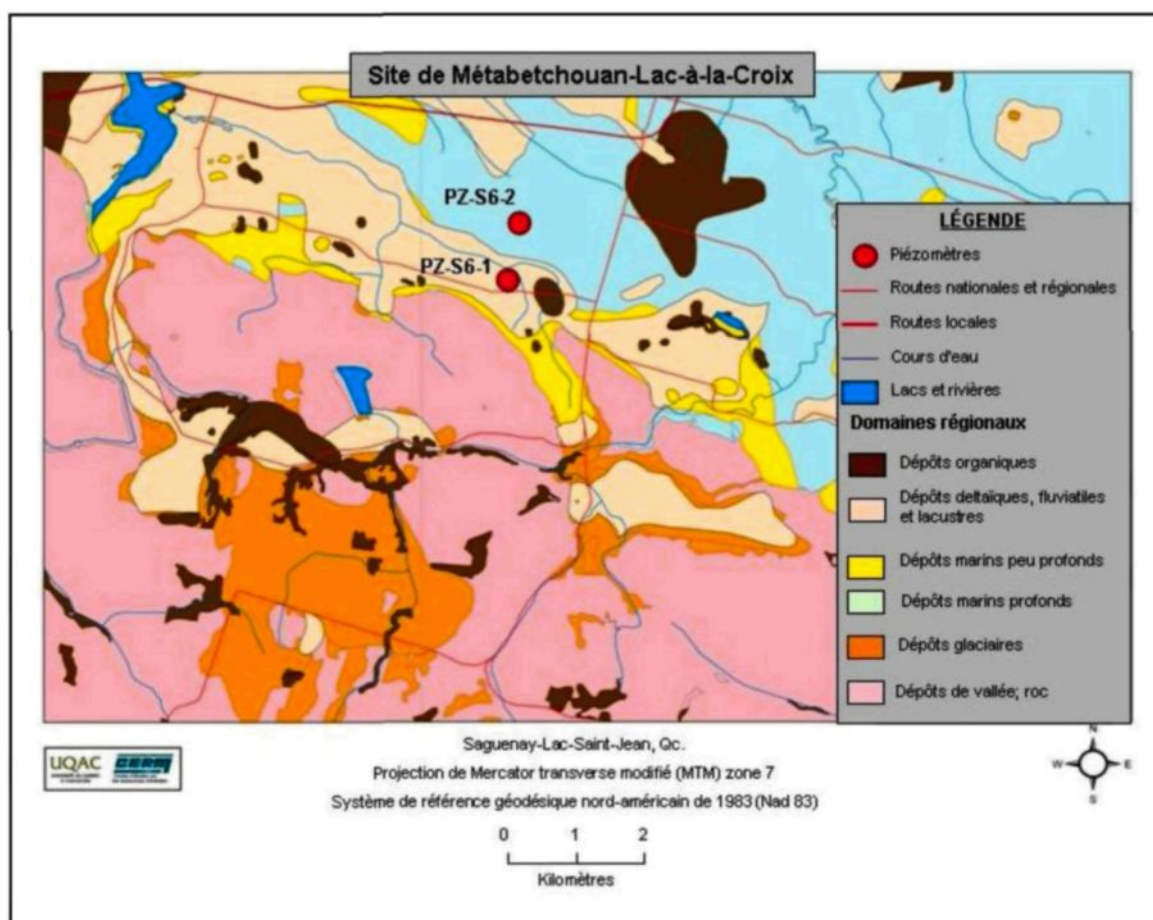 Site de Métabetchouan-Lac-à-la-Croix
PZ-S6-2
PZ-S6-1
LÉGENDE
Piézomètres
Routes nationales et régionales
Routes locales
Cours d'eau
Lacs et rivières
Domaines régionaux
Dépôts organiques
Dépôts deltaïques, fluviatiles
et lacustres
Dépôts marins peu profonds
Dépôts marins profonds
Dépôts glaciaires
Dépôts de vallée; roc
N
W
E
S
UQAC
CERM
Saguenay-Lac-Saint-Jean, Qc.
Projection de Mercator transverse modifié (MTM) zone 7
Système de référence géodésique nord-américain de 1983 (Nad 83)
0 1 2
Kilomètres